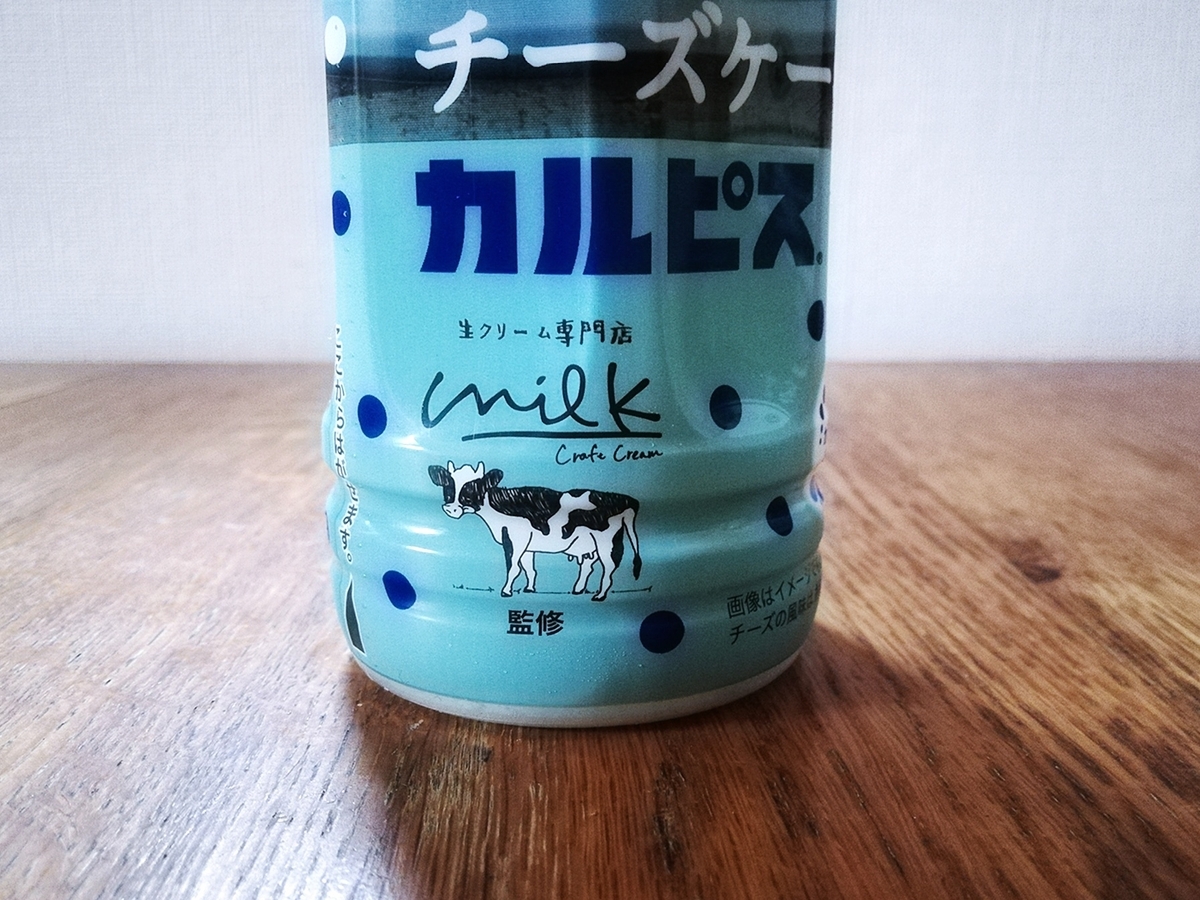 チーズケー
カルピス®
生クリーム専門店
milk
Crafe Cream
監修
画像はイメージ
チーズの風味